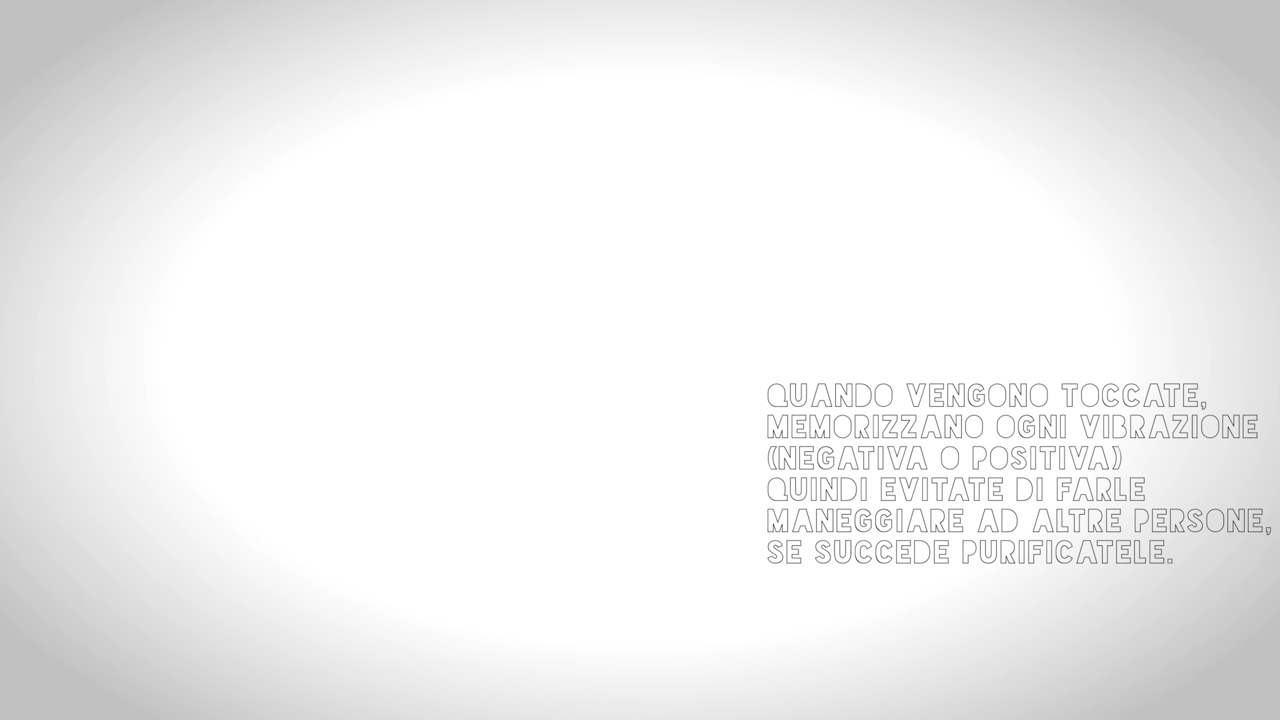 QUANDO VENGONO TOCCATE,
MEMORIZZANO OGNI VIBRAZIONE
(NEGATIVA O POSITIVA)
QUINDI EVITATE DI FARLE
MANEGGIARE AD ALTRE PERSONE,
SE SUCCEDE PURIFICATELE.